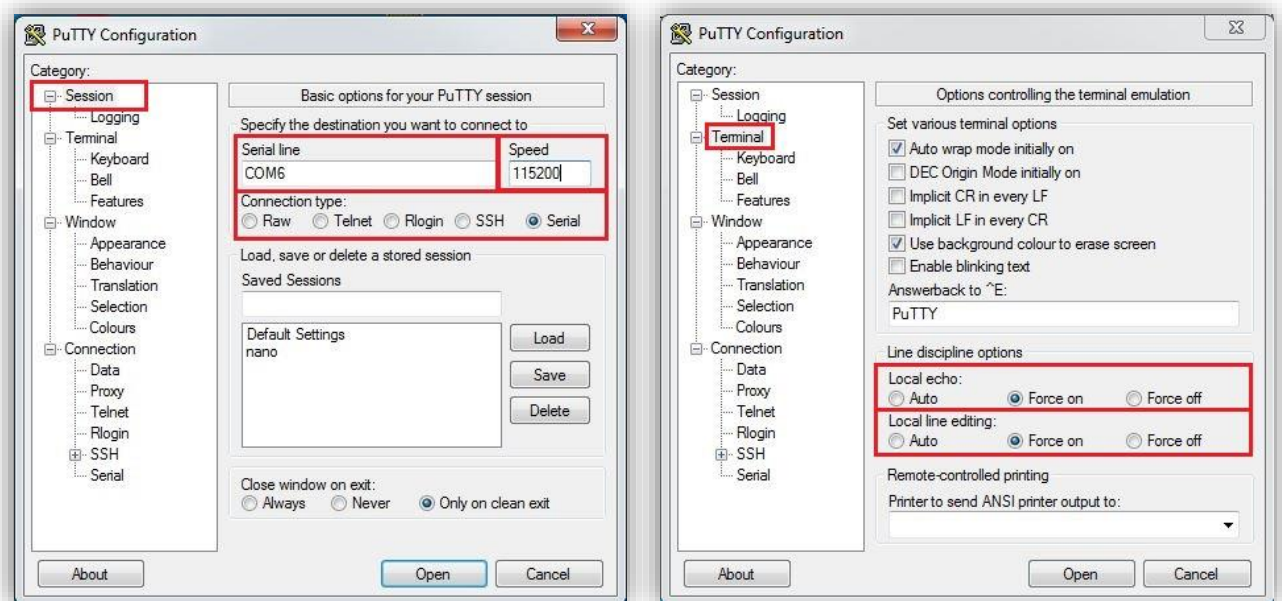 PuTTY Configuration
Category:
Session
Logging
Terminal
Keyboard
Bell
Features
Window
Appearance
Behaviour
Translation
Selection
Colours
Connection
Data
Proxy
Telnet
Rlogin
SSH
Serial
Basic options for your PuTTY session
Specify the destination you want to connect to
Serial line Speed
COM6 115200
Connection type:
Raw Telnet Rlogin SSH Serial
Load, save or delete a stored session
Saved Sessions
Default Settings
nano
Load
Save
Delete
Close window on exit:
Always Never Only on clean exit
About Open Cancel
PuTTY Configuration
Category:
Session
Logging
Terminal
Keyboard
Bell
Features
Window
Appearance
Behaviour
Translation
Selection
Colours
Connection
Data
Proxy
Telnet
Rlogin
SSH
Serial
Options controlling the terminal emulation
Set various terminal options
Auto wrap mode initially on
DEC Origin Mode initially on
Implicit CR in every LF
Implicit LF in every CR
Use background colour to erase screen
Enable blinking text
Answerback to ^E:
PuTTY
Line discipline options
Local echo:
Auto Force on Force off
Local line editing:
Auto Force on Force off
Remote-controlled printing
Printer to send ANSI printer output to:
About Open Cancel